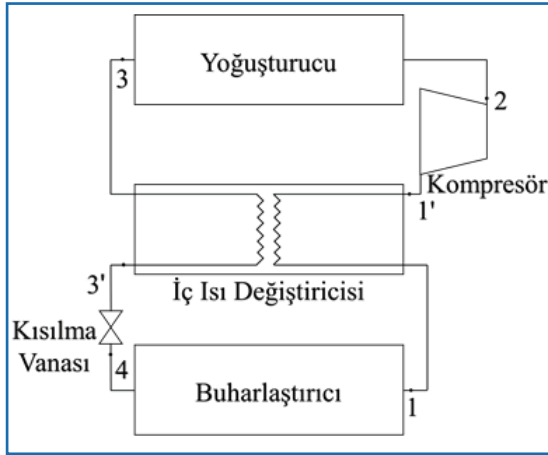 Yoğuşturucu
3
2
Kompresör
1'
İç Isı Değiştiricisi
3'
Kısılma
Vanası
4
Buharlaştırıcı
1